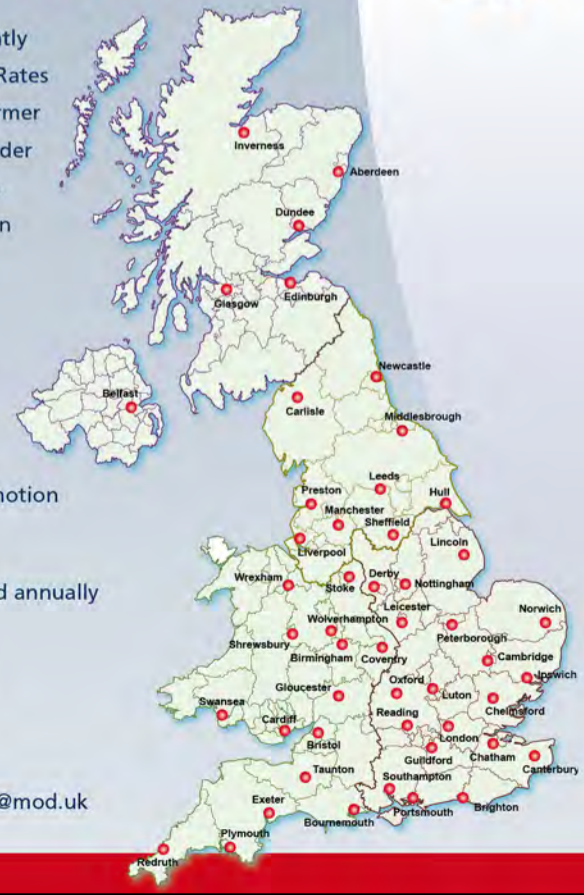 ntly
Rates
rmer
der
n
notion
d annually
@mod.uk
Inverness
Aberdeen
Dundee
Glasgow
Edinburgh
Belfast
Newcastle
Carlisle
Middlesbrough
Leeds
Preston
Hull
Manchester
Sheffield
Liverpool
Lincoln
Wrexham
Stoke
Derby
Nottingham
Leicester
Norwich
Wolverhampton
Peterborough
Shrewsbury
Birmingham
Coventry
Cambridge
Ipswich
Gloucester
Oxford
Luton
Chelmsford
Swansea
Reading
Cardiff
London
Bristol
Guildford
Chatham
Canterbury
Taunton
Southampton
Exeter
Bournemouth
Portsmouth
Brighton
Plymouth
Redruth